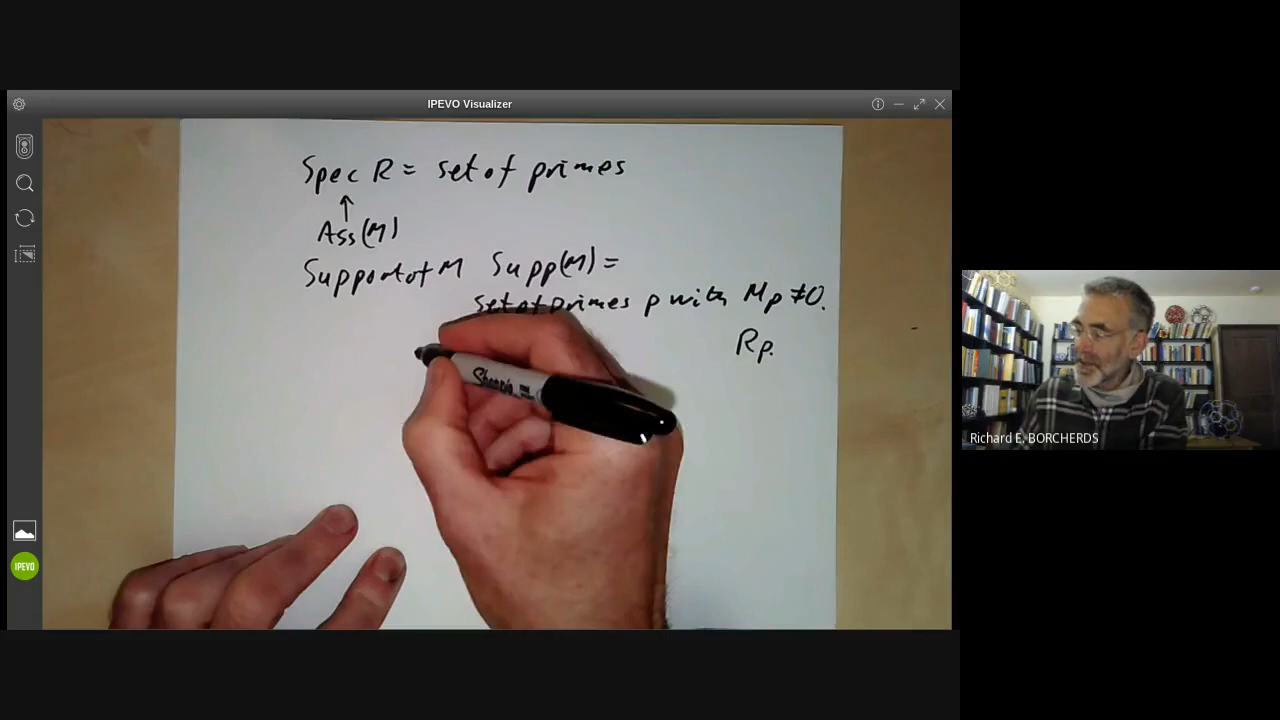 IPEVO Visualizer
Spec R = set of primes
↑
Ass(M)
Support of M Supp(M) =
set of primes p with Mp ≠ 0.
Rp.
Sharpie
IPEVO
Richard E. BORCHERDS